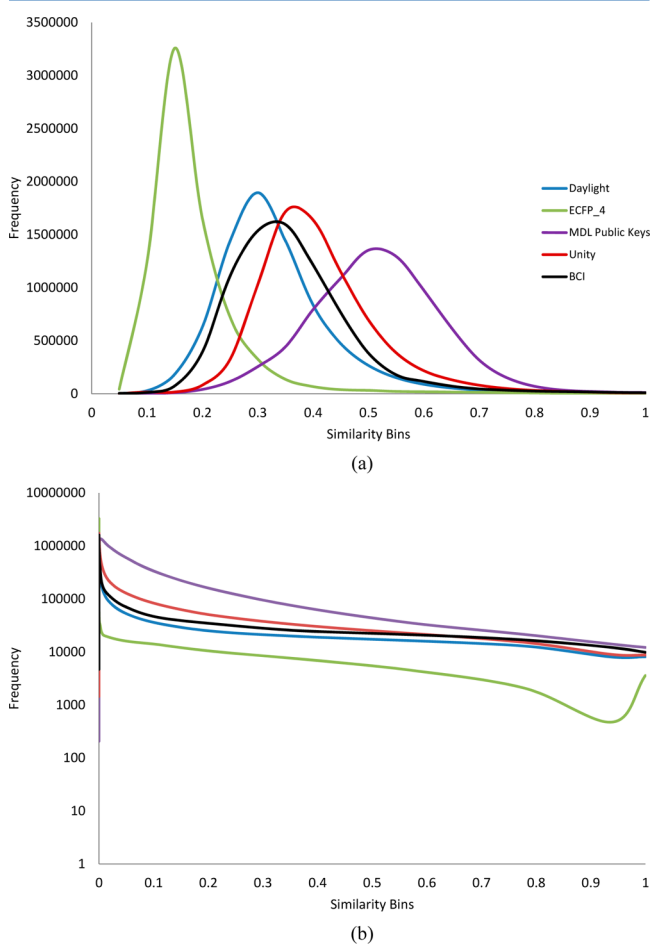 3500000
3000000
2500000
2000000
1500000
1000000
500000
0
Frequency
0 0.1 0.2 0.3 0.4 0.5 0.6 0.7 0.8 0.9 1
Similarity Bins
Daylight
ECFP_4
MDL Public Keys
Unity
BCI
(a)
10000000
1000000
100000
10000
1000
100
10
1
Frequency
0 0.1 0.2 0.3 0.4 0.5 0.6 0.7 0.8 0.9 1
Similarity Bins
(b)